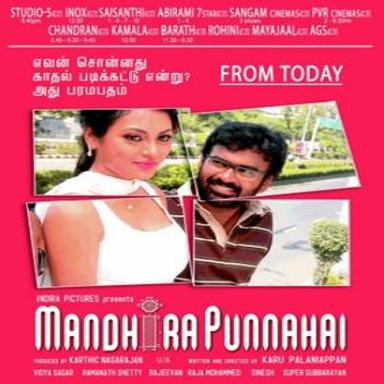 STUDIO-5 INOX SAISANTHI ABIRAMI 7STAR SANGAM CINEMAS PVR CINEMAS
CHANDRAN KAMALA BARATH ROHINI MAYAJAAL AGS
எவன் சொன்னது
காதல் படிக்கட்டு என்று?
அது பரமபதம்
FROM TODAY
INDIRA PICTURES presents
MANDHIRA PUNNAHAI
PRODUCED BY KARTHIC NAGARAJAN U/A WRITTEN AND DIRECTED BY KARU PALANIAPPAN
VIDYA SAGAR RAMANATH SHETTY RAJEEVAN RAJA MOHAMMED DINESH SUPER SUBBARAYAN